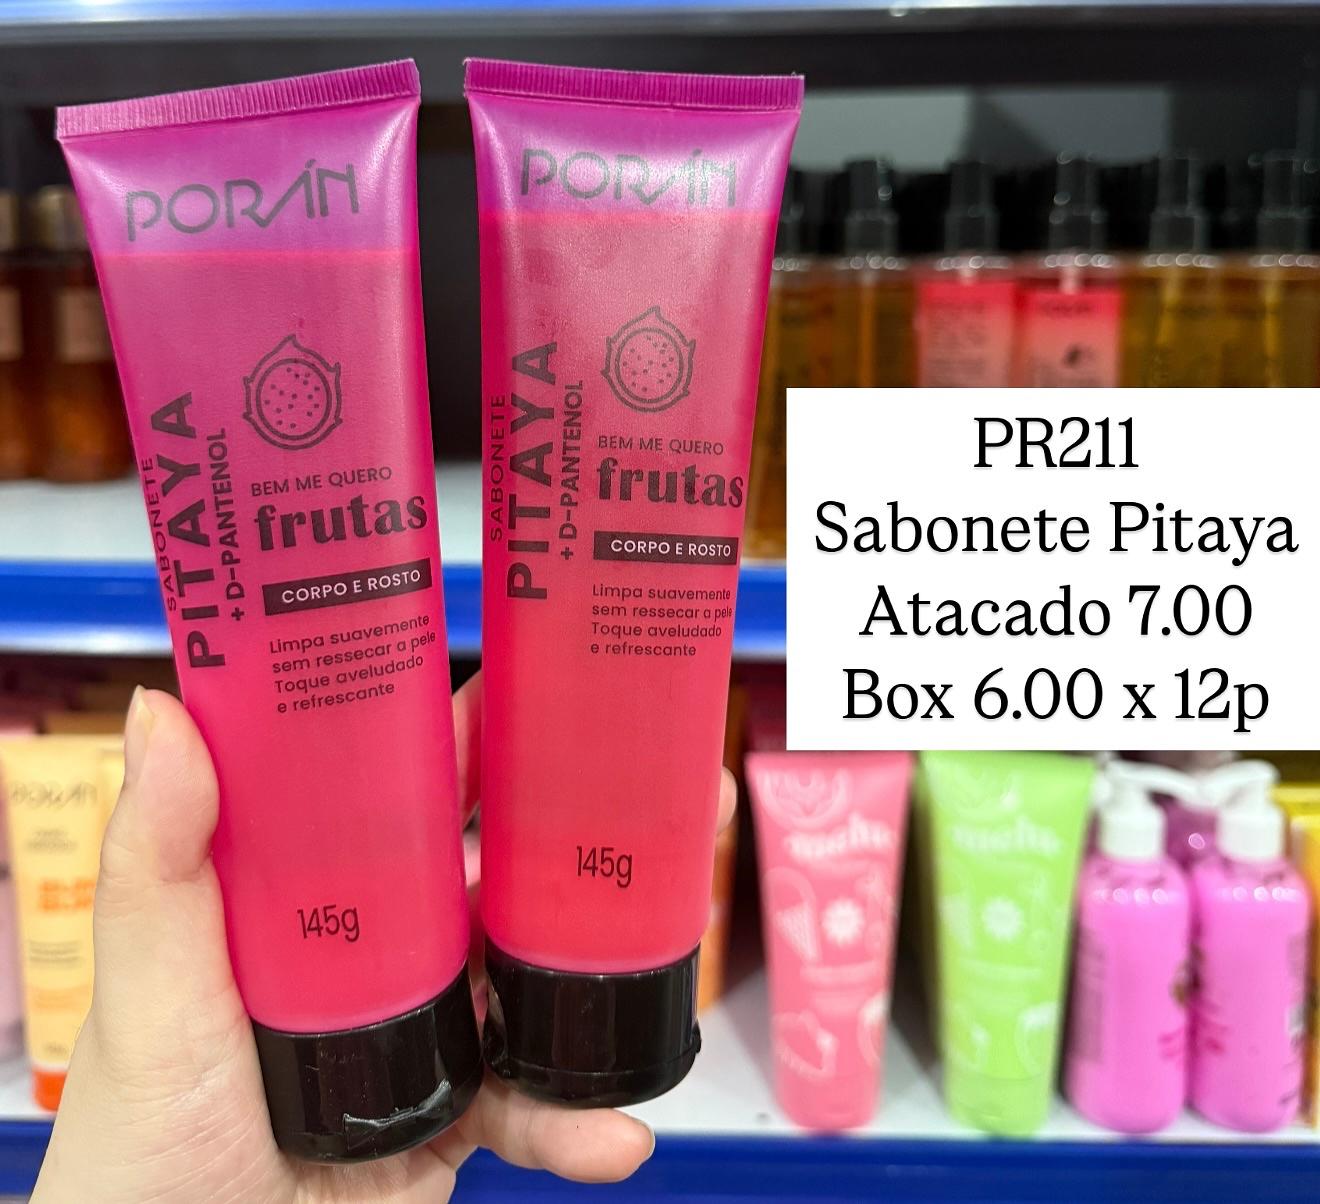 PORÁN
SABONETE
PITAYA
+ D-PANTENOL
BEM ME QUERO
frutas
CORPO E ROSTO
Limpa suavemente
sem ressecar a pele
Toque aveludado
e refrescante
145g
PORÁN
SABONETE
PITAYA
+ D-PANTENOL
BEM ME QUERO
frutas
CORPO E ROSTO
Limpa suavemente
sem ressecar a pele
Toque aveludado
e refrescante
145g
PR211
Sabonete Pitaya
Atacado 7.00
Box 6.00 x 12p
PORÁN